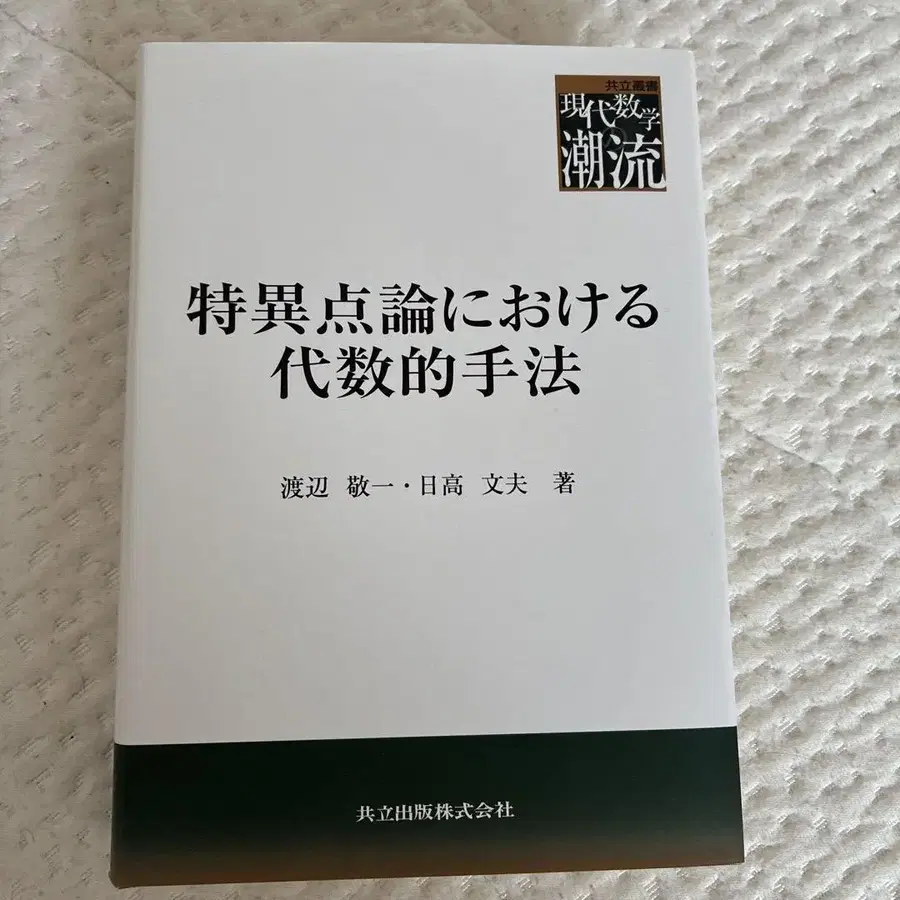 共立叢書
現代数学
の
潮流
特異点論における
代数的手法
渡辺 敬一・日高 文夫 著
共立出版株式会社